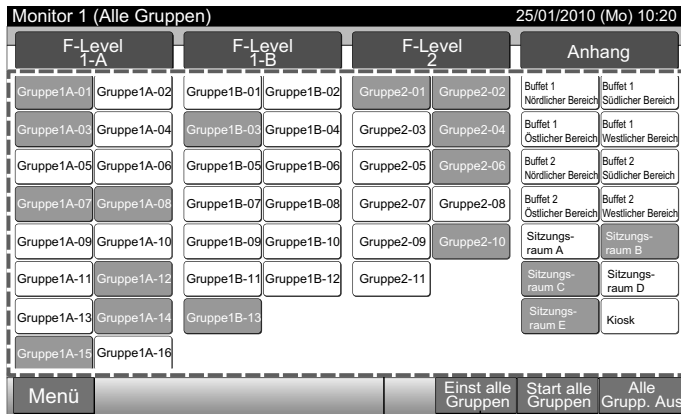 Monitor 1 (Alle Gruppen) 25/01/2010 (Mo) 10:20
F-Level
1-A
F-Level
1-B
F-Level
2
Anhang
Gruppe1A-01 Gruppe1A-02 Gruppe1B-01 Gruppe1B-02 Gruppe2-01 Gruppe2-02
Buffet 1
Nördlicher Bereich
Buffet 1
Südlicher Bereich
Gruppe1A-03 Gruppe1A-04 Gruppe1B-03 Gruppe1B-04 Gruppe2-03 Gruppe2-04
Buffet 1
Östlicher Bereich
Buffet 1
Westlicher Bereich
Gruppe1A-05 Gruppe1A-06 Gruppe1B-05 Gruppe1B-06 Gruppe2-05 Gruppe2-06
Buffet 2
Nördlicher Bereich
Buffet 2
Südlicher Bereich
Gruppe1A-07 Gruppe1A-08 Gruppe1B-07 Gruppe1B-08 Gruppe2-07 Gruppe2-08
Buffet 2
Östlicher Bereich
Buffet 2
Westlicher Bereich
Gruppe1A-09 Gruppe1A-10 Gruppe1B-09 Gruppe1B-10 Gruppe2-09 Gruppe2-10
Sitzungs-
raum A
Sitzungs-
raum B
Gruppe1A-11 Gruppe1A-12 Gruppe1B-11 Gruppe1B-12 Gruppe2-11
Sitzungs-
raum C
Sitzungs-
raum D
Gruppe1A-13 Gruppe1A-14 Gruppe1B-13
Sitzungs-
raum E
Kiosk
Gruppe1A-15 Gruppe1A-16
Menü
Einst alle
Gruppen
Start alle
Gruppen
Alle
Grupp. Aus